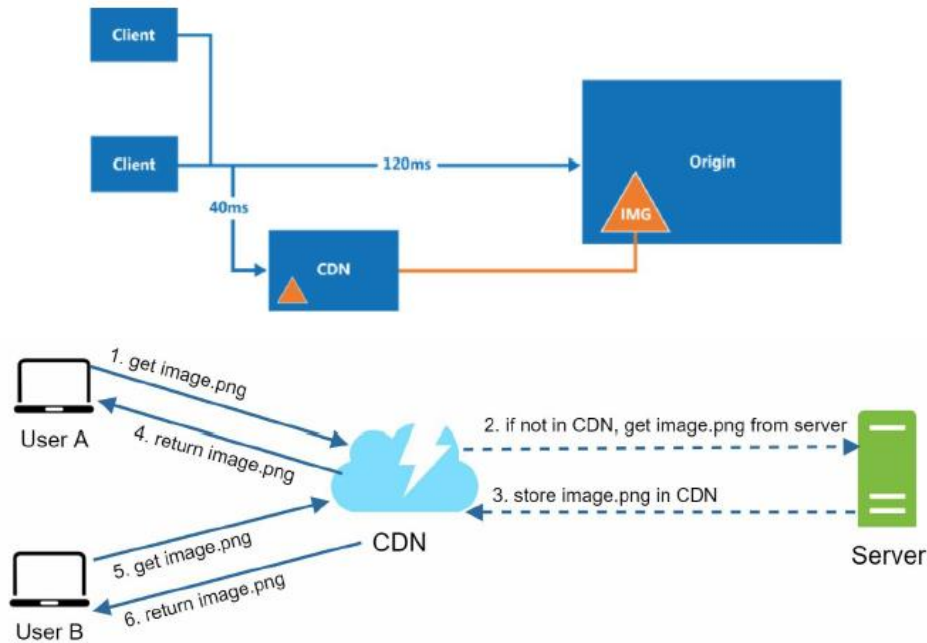 Client
Client
120ms
Origin
40ms
IMG
CDN
1. get image.png
User A
4. return image.png
2. if not in CDN, get image.png from server
3. store image.png in CDN
CDN
Server
5. get image.png
6. return image.png
User B